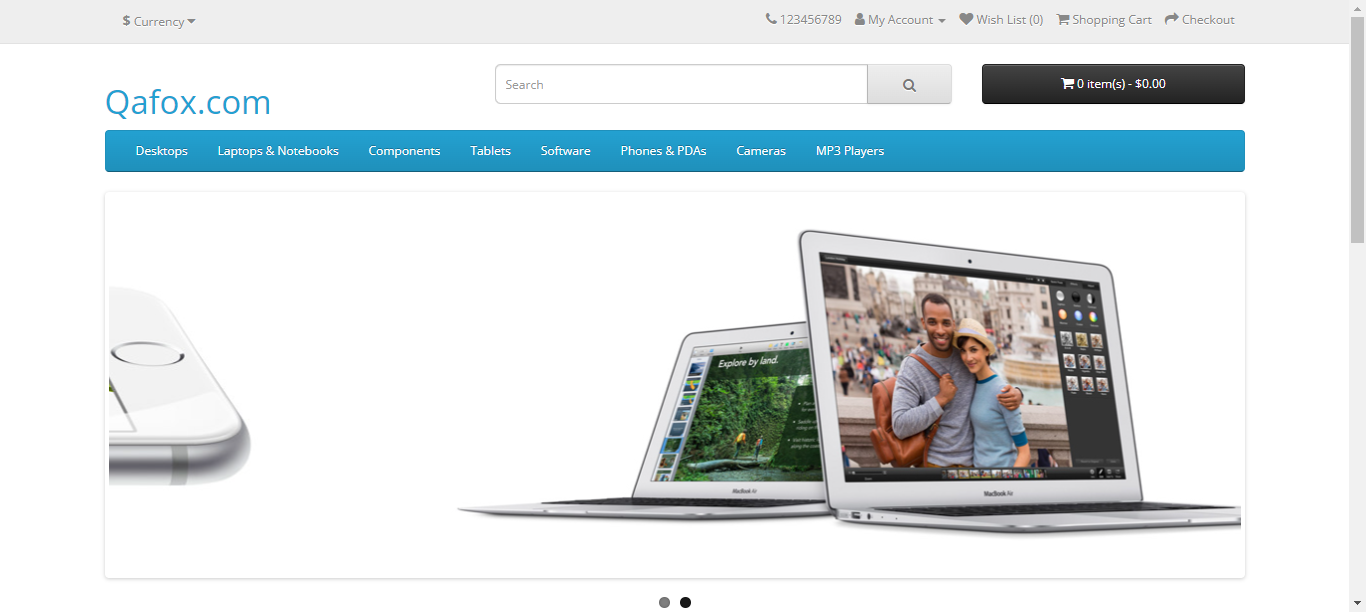 $ Currency
123456789 My Account Wish List (0) Shopping Cart Checkout
Qafox.com
Search
0 item(s) - $0.00
Desktops Laptops & Notebooks Components Tablets Software Phones & PDAs Cameras MP3 Players
Explore by land.
MacBook Air
MacBook Air